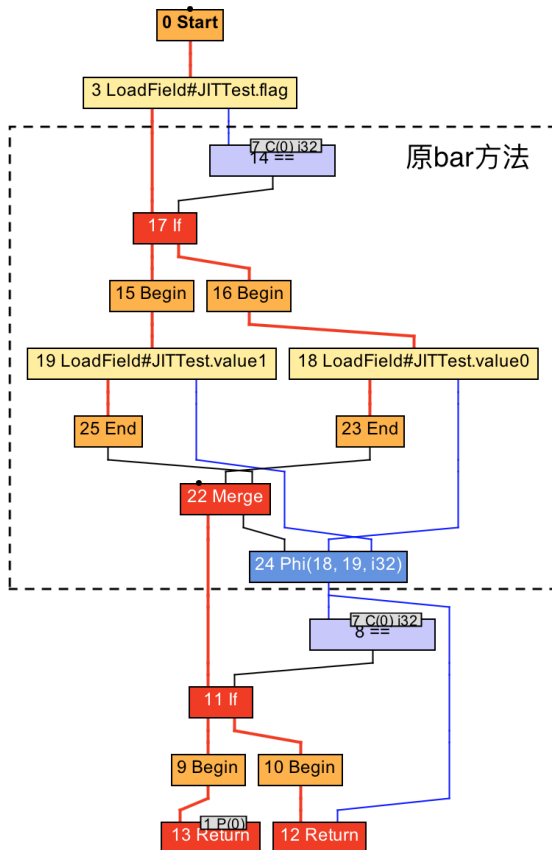 0 Start
3 LoadField#JITTest.flag
7 C(0) i32
14 ==
原bar方法
17 If
15 Begin
16 Begin
19 LoadField#JITTest.value1
18 LoadField#JITTest.value0
25 End
23 End
22 Merge
24 Phi(18, 19, i32)
7 C(0) i32
8 ==
11 If
9 Begin
10 Begin
1 P(0)
13 Return
12 Return